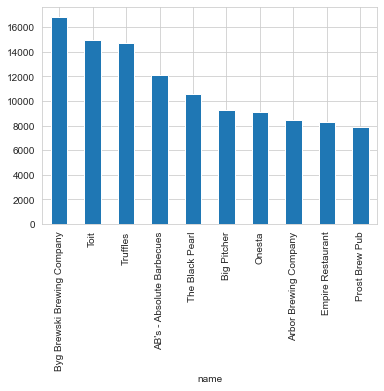 16000
14000
12000
10000
8000
6000
4000
2000
0
Byg Brewski Brewing Company
Toit
Truffles
AB's - Absolute Barbecues
The Black Pearl
Big Pitcher
Onesta
Arbor Brewing Company
Empire Restaurant
Prost Brew Pub
name